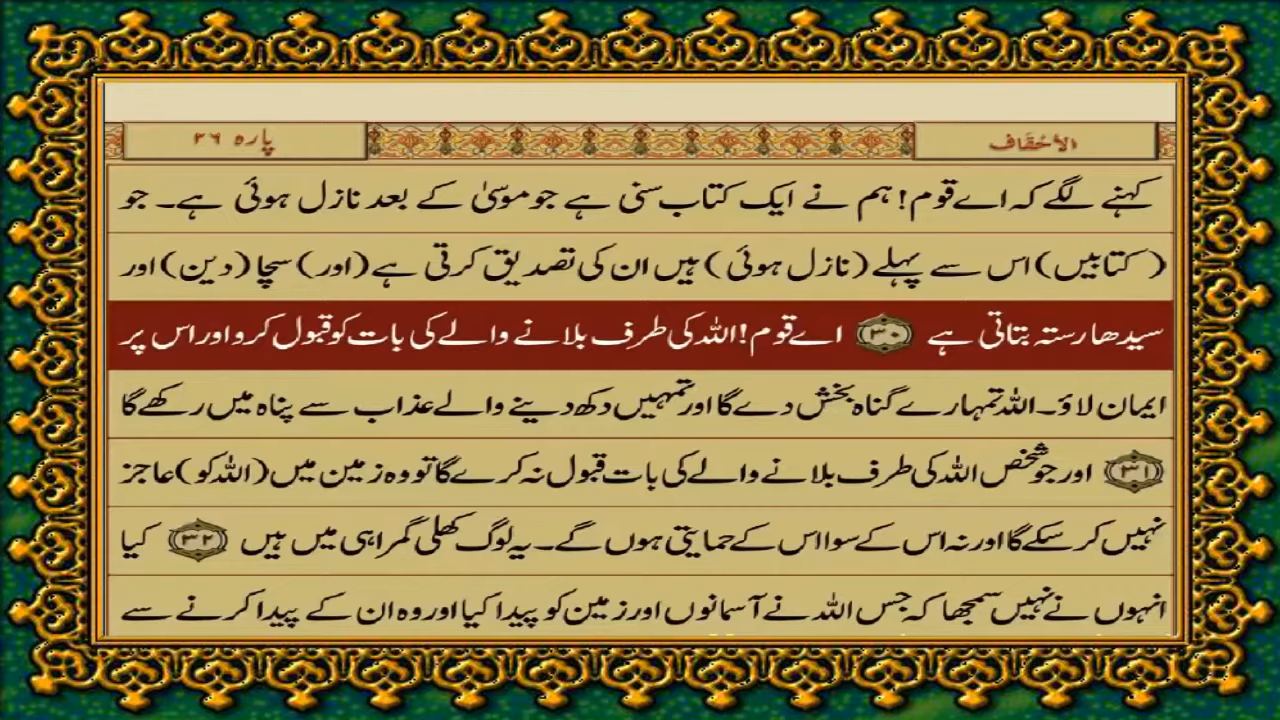 الاَحۡقَاف
پارہ ۲۶
کہنے لگے کہ اے قوم! ہم نے ایک کتاب سنی ہے جو موسیٰ کے بعد نازل ہوئی ہے۔ جو
(کتابیں) اس سے پہلے (نازل ہوئی) ہیں ان کی تصدیق کرتی ہے (اور) سچا (دین) اور
سیدھا رستہ بتاتی ہے ۳۰ اے قوم! اللہ کی طرف بلانے والے کی بات کو قبول کرو اور اس پر
ایمان لاؤ۔ اللہ تمہارے گناہ بخش دے گا اور تمہیں دکھ دینے والے عذاب سے پناہ میں رکھے گا
۳۱ اور جو شخص اللہ کی طرف بلانے والے کی بات قبول نہ کرے گا تو وہ زمین میں (اللہ کو) عاجز
نہیں کر سکے گا اور نہ اس کے سوا اس کے حمایتی ہوں گے۔ یہ لوگ کھلی گمراہی میں ہیں ۳۲ کیا
انہوں نے نہیں سمجھا کہ جس اللہ نے آسمانوں اور زمین کو پیدا کیا اور وہ ان کے پیدا کرنے سے